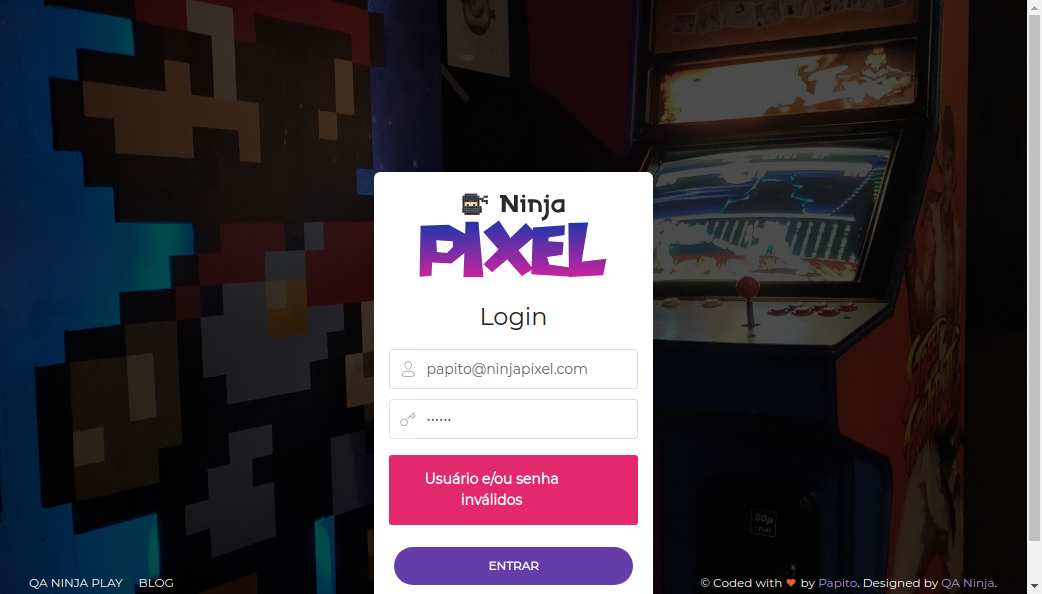 Ninja
PIXEL
Login
papito@ninjapixel.com
Usuário e/ou senha
inválidos
ENTRAR
QA NINJA PLAY BLOG
© Coded with ❤ by Papito. Designed by QA Ninja.
50p